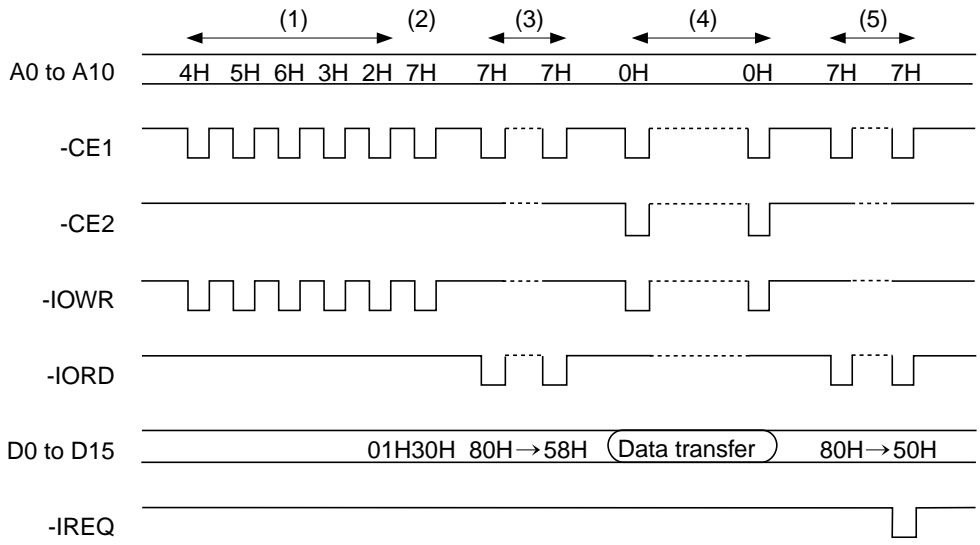 (1) (2) (3) (4) (5)
A0 to A10 4H 5H 6H 3H 2H 7H 7H 7H 0H 0H 7H 7H
-CE1
-CE2
-IOWR
-IORD
D0 to D15 01H30H 80H→58H Data transfer 80H→50H
-IREQ